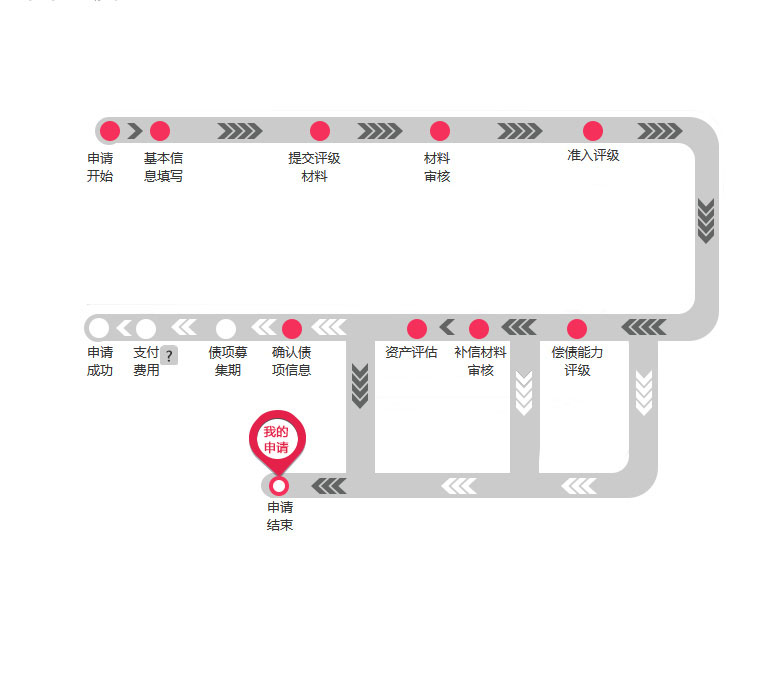 申请
开始
基本信
息填写
提交评级
材料
材料
审核
准入评级
申请
成功
支付
费用
?
债项募
集期
确认债
项信息
资产评估
补信材料
审核
偿债能力
评级
我的
申请
申请
结束